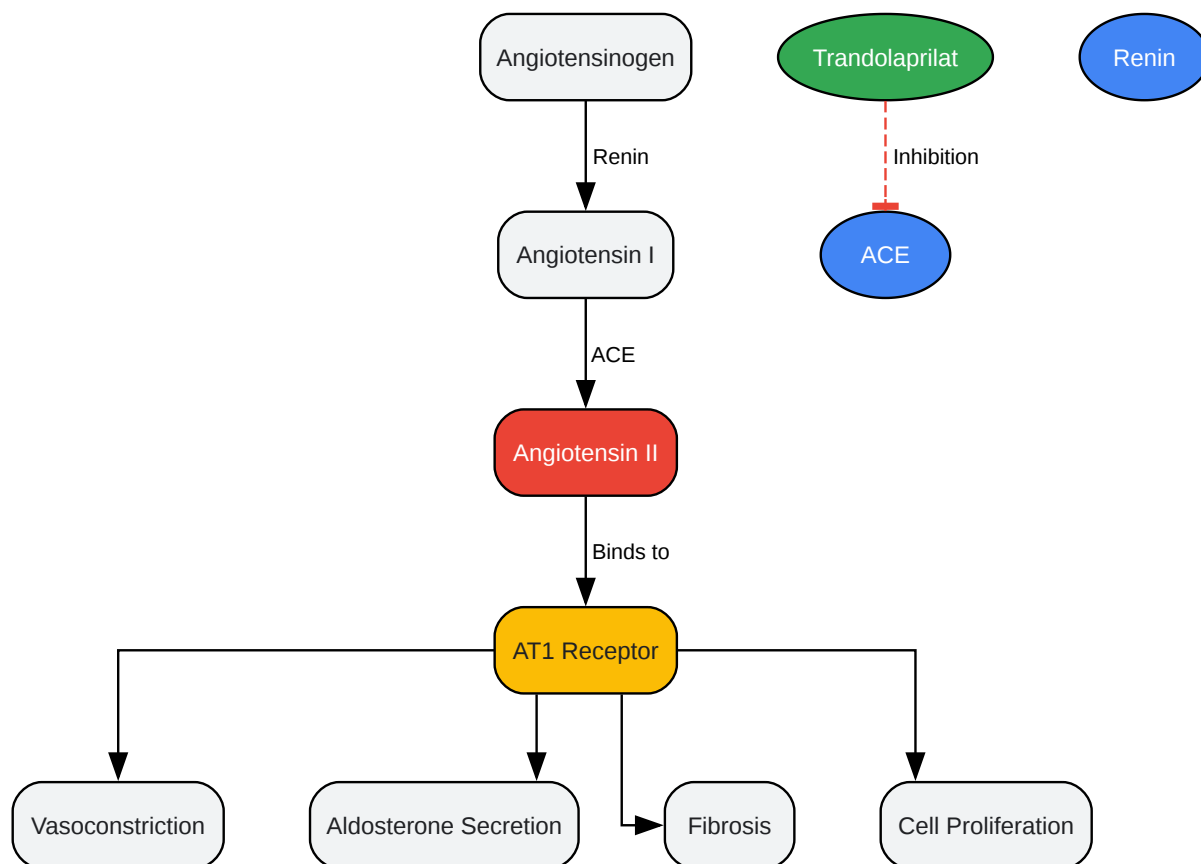 Angiotensinogen
Trandolaprilat
Renin
Renin
Inhibition
Angiotensin I
ACE
ACE
Angiotensin II
Binds to
AT1 Receptor
Vasoconstriction
Aldosterone Secretion
Fibrosis
Cell Proliferation